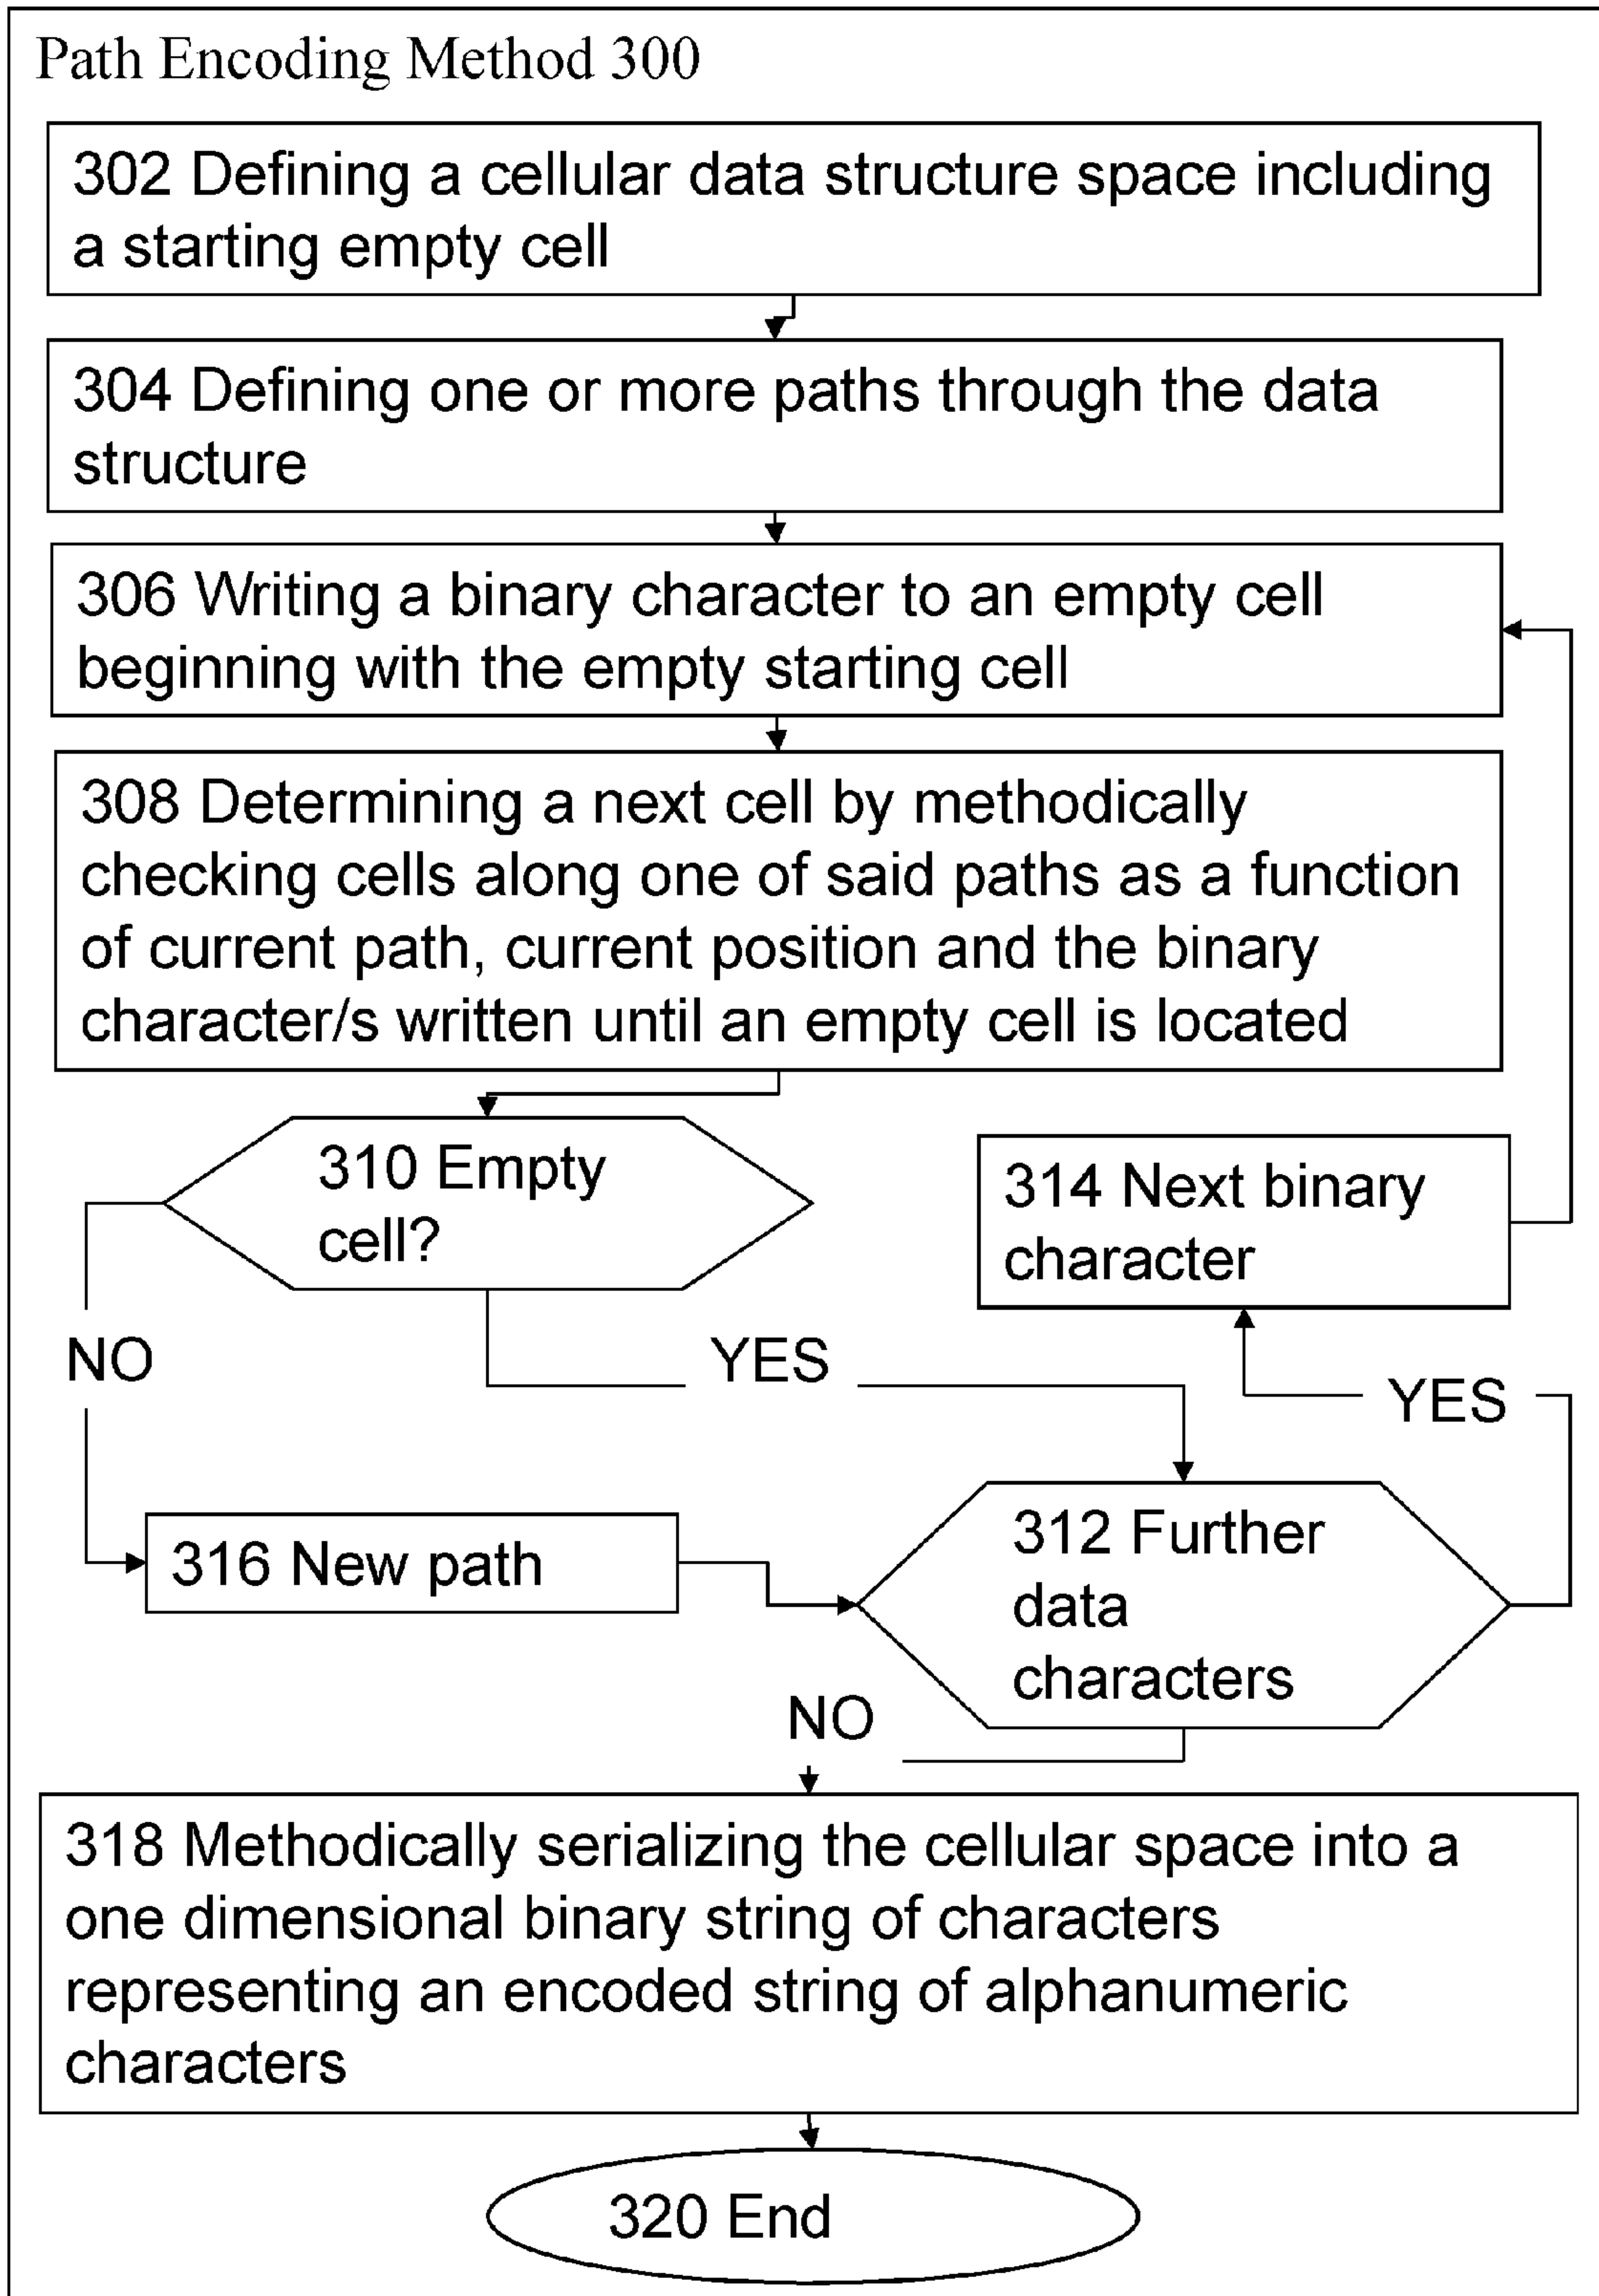 Path Encoding Method 300
302 Defining a cellular data structure space including
a starting empty cell
304 Defining one or more paths through the data
structure
306 Writing a binary character to an empty cell
beginning with the empty starting cell
308 Determining a next cell by methodically
checking cells along one of said paths as a function
of current path, current position and the binary
character/s written until an empty cell is located
310 Empty
cell?
314 Next binary
character
NO
YES
YES
316 New path
312 Further
data
characters
NO
318 Methodically serializing the cellular space into a
one dimensional binary string of characters
representing an encoded string of alphanumeric
characters
320 End